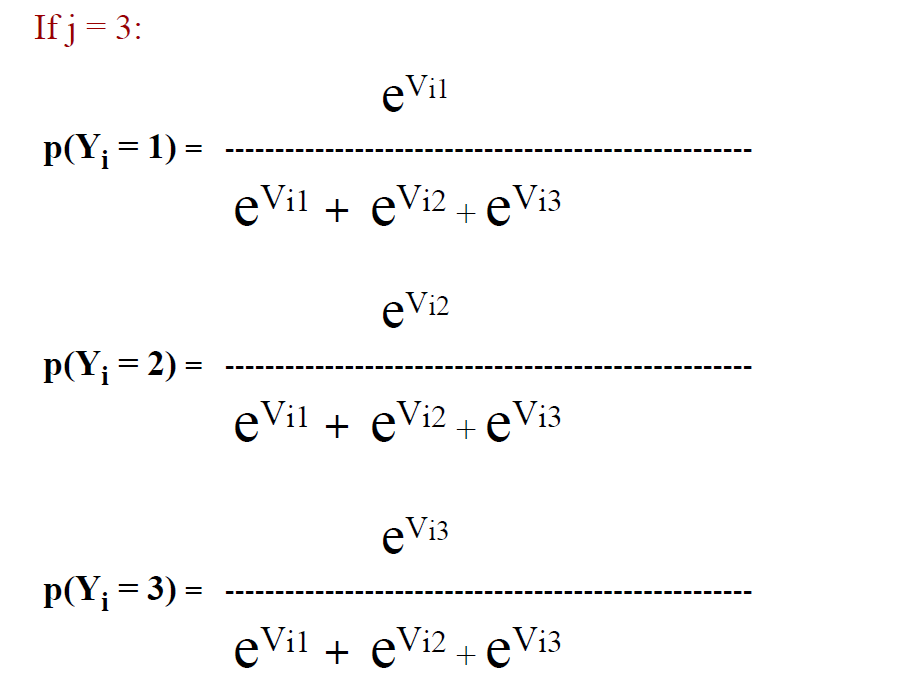 If j = 3:
e^Vi1
p(Y_i = 1) = -----------------------------------------------------
e^Vi1 + e^Vi2 + e^Vi3
e^Vi2
p(Y_i = 2) = -----------------------------------------------------
e^Vi1 + e^Vi2 + e^Vi3
e^Vi3
p(Y_i = 3) = -----------------------------------------------------
e^Vi1 + e^Vi2 + e^Vi3